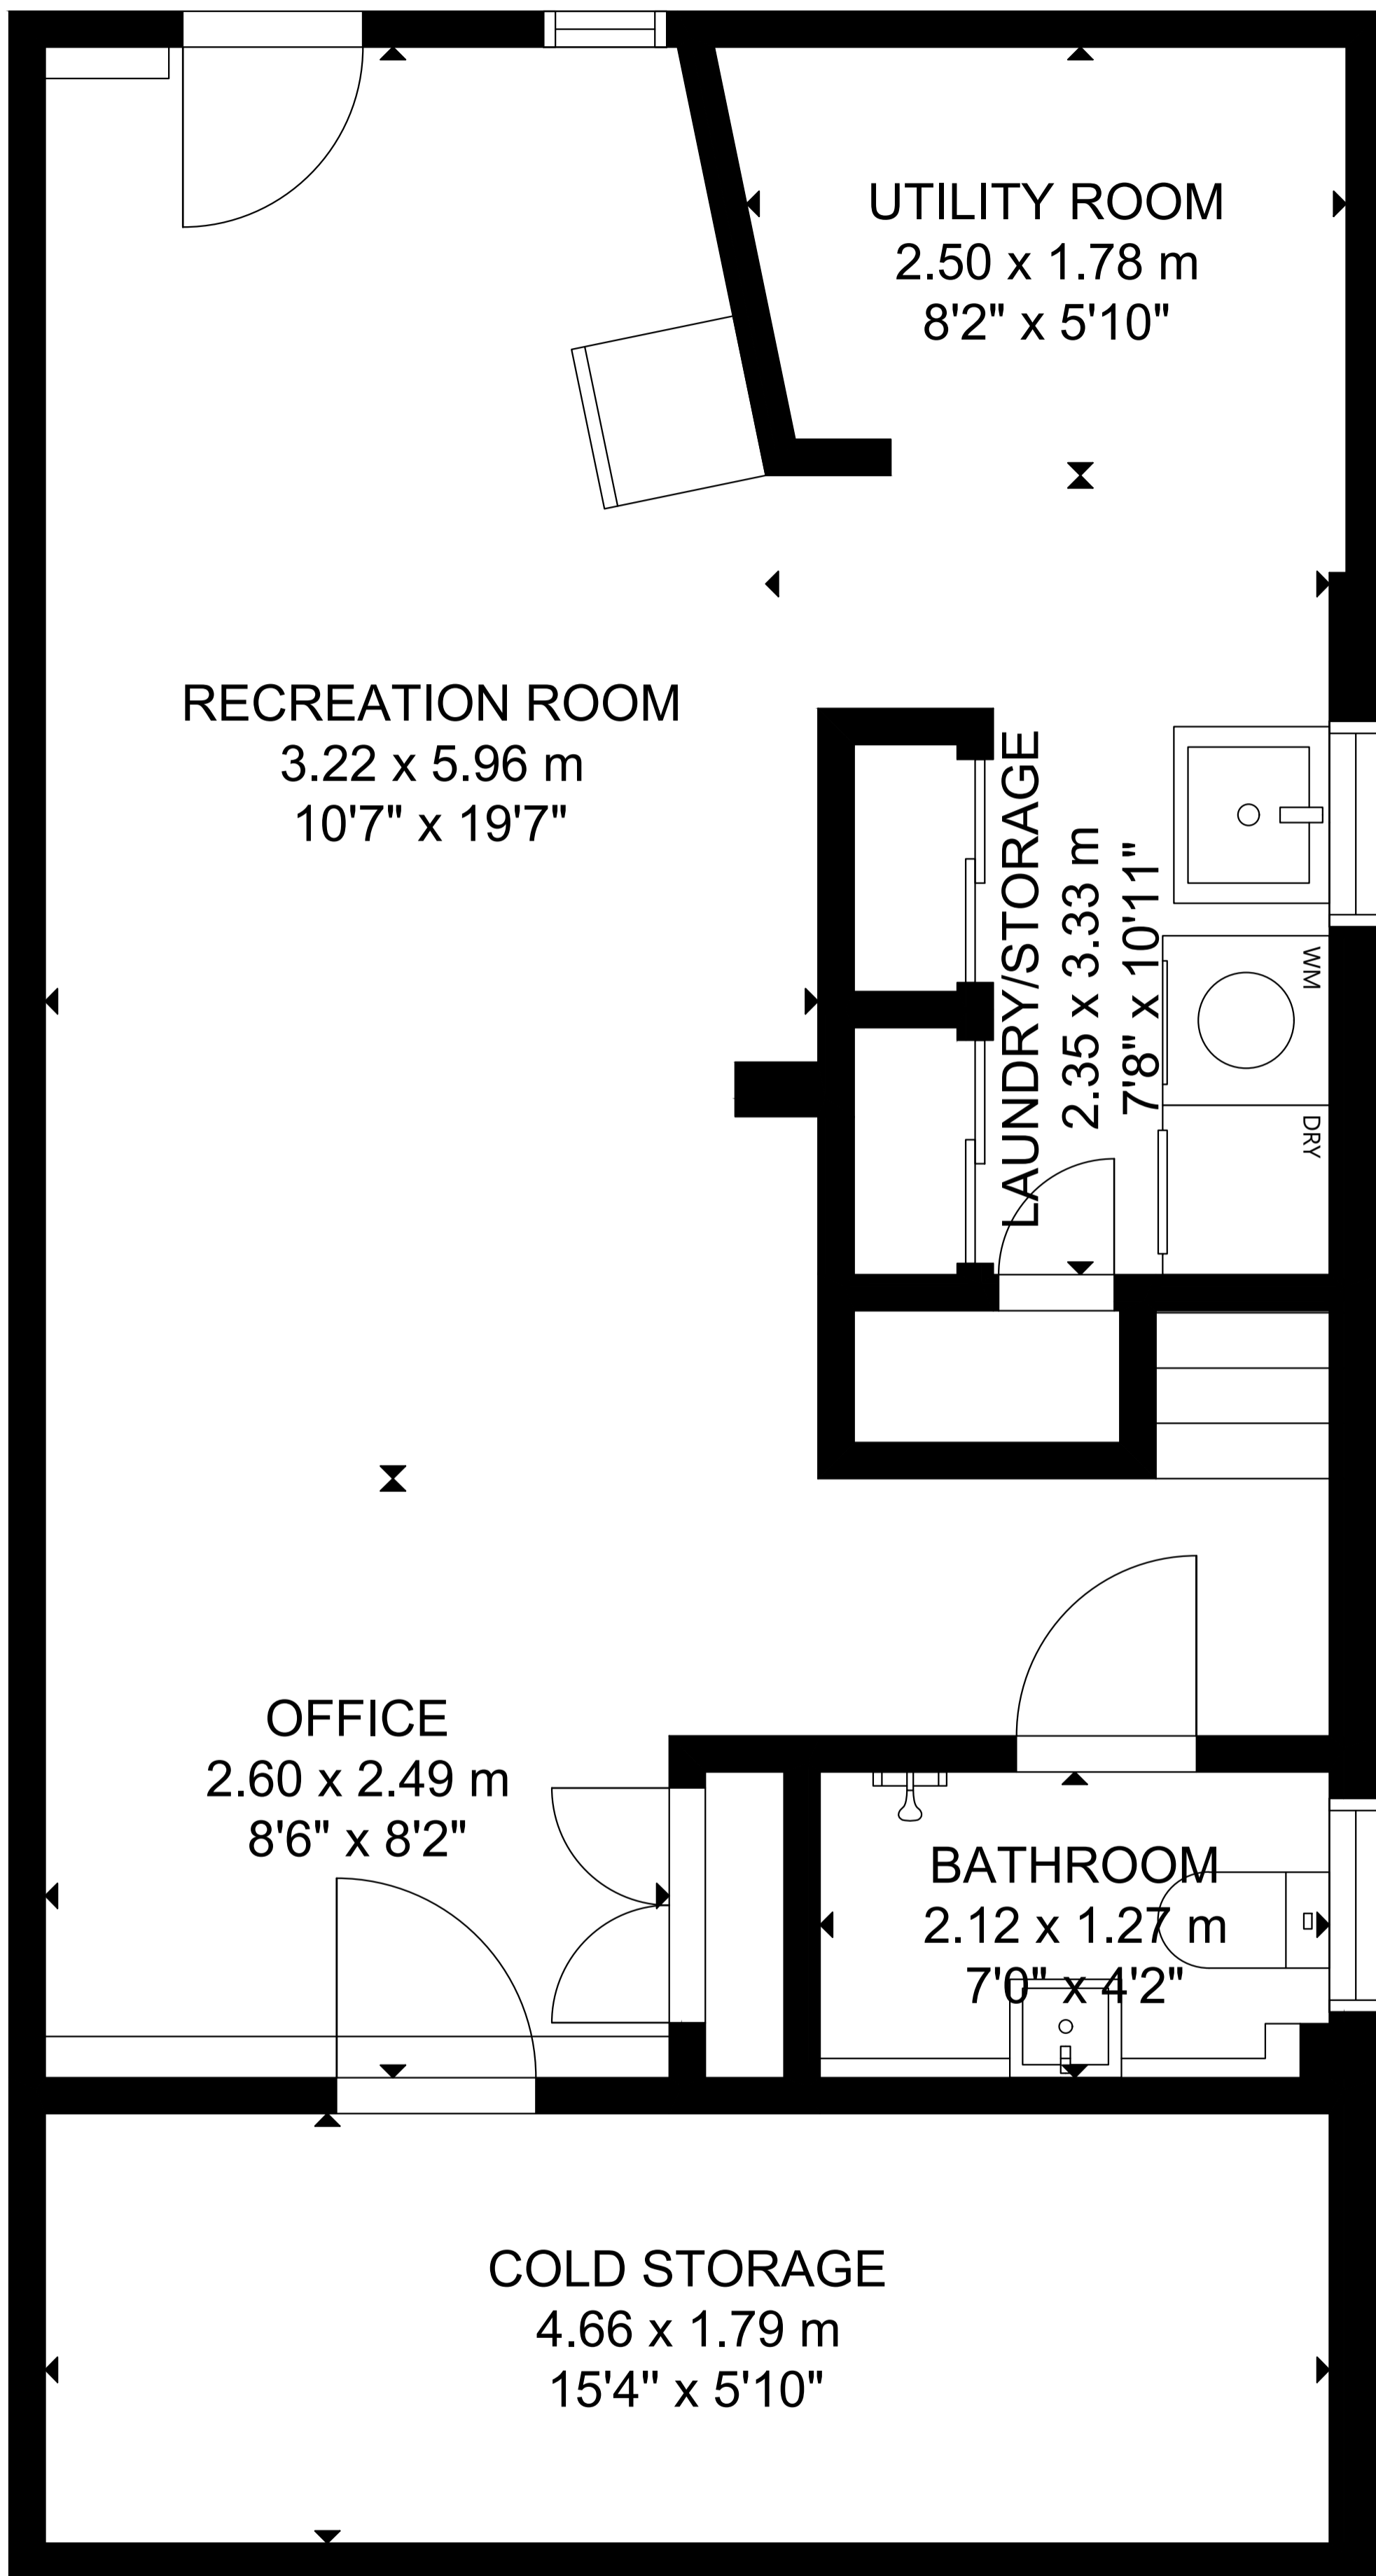 UTILITY ROOM
2.50 x 1.78 m
8'2" x 5'10"
RECREATION ROOM
3.22 x 5.96 m
10'7" x 19'7"
LAUNDRY/STORAGE
2.35 x 3.33 m
7'8" x 10'11"
WM
DRY
OFFICE
2.60 x 2.49 m
8'6" x 8'2"
BATHROOM
2.12 x 1.27 m
7'0" x 4'2"
COLD STORAGE
4.66 x 1.79 m
15'4" x 5'10"